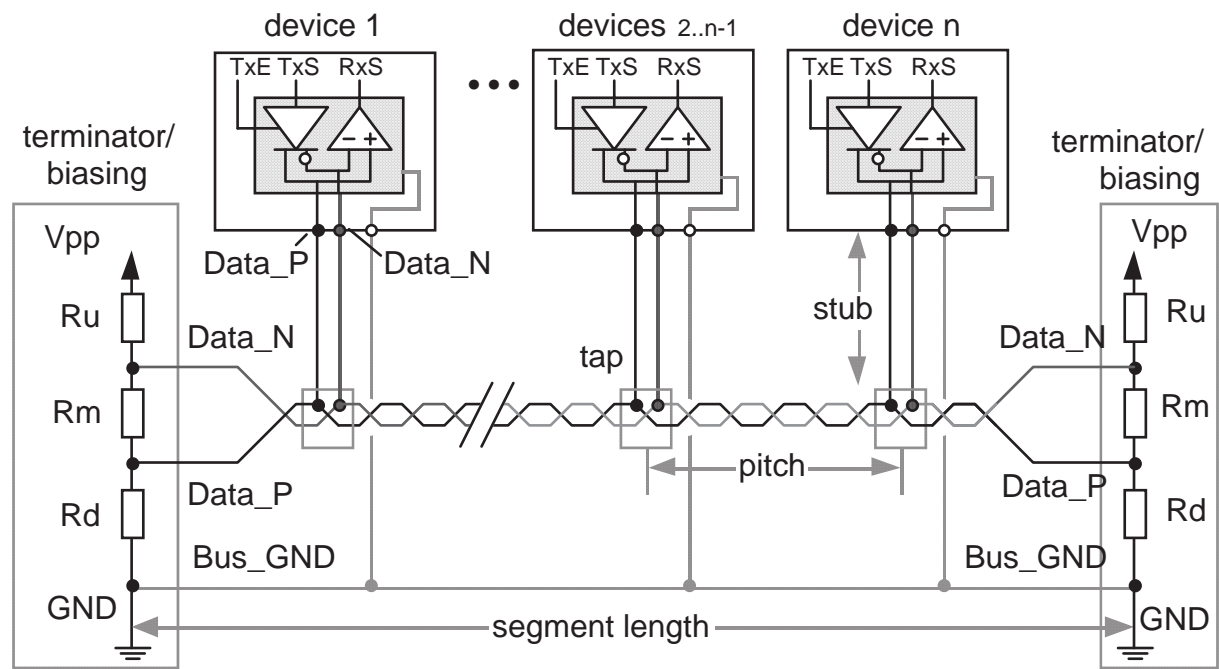 device 1
devices 2..n-1
device n
TxE TxS RxS
TxE TxS RxS
TxE TxS RxS
- +
- +
- +
terminator/
biasing
terminator/
biasing
Vpp
Vpp
Data_P
Data_N
Ru
Ru
stub
Data_N
Data_N
tap
Rm
Rm
pitch
Data_P
Data_P
Rd
Rd
Bus_GND
Bus_GND
GND
GND
segment length